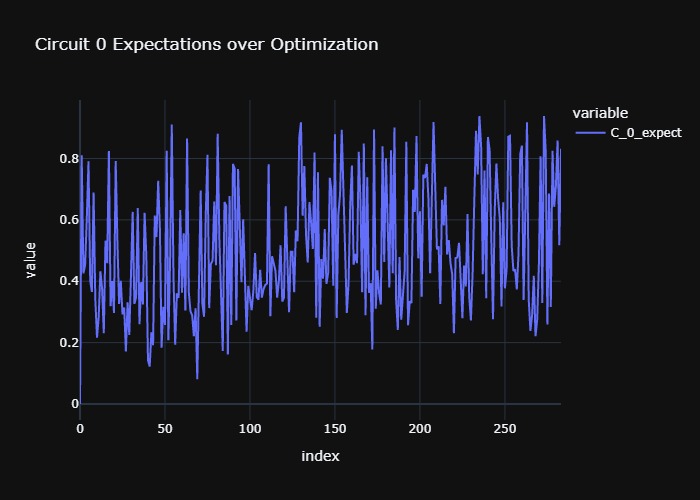 Circuit 0 Expectations over Optimization
variable
C_0_expect
value
0.8
0.6
0.4
0.2
0
0 50 100 150 200 250
index